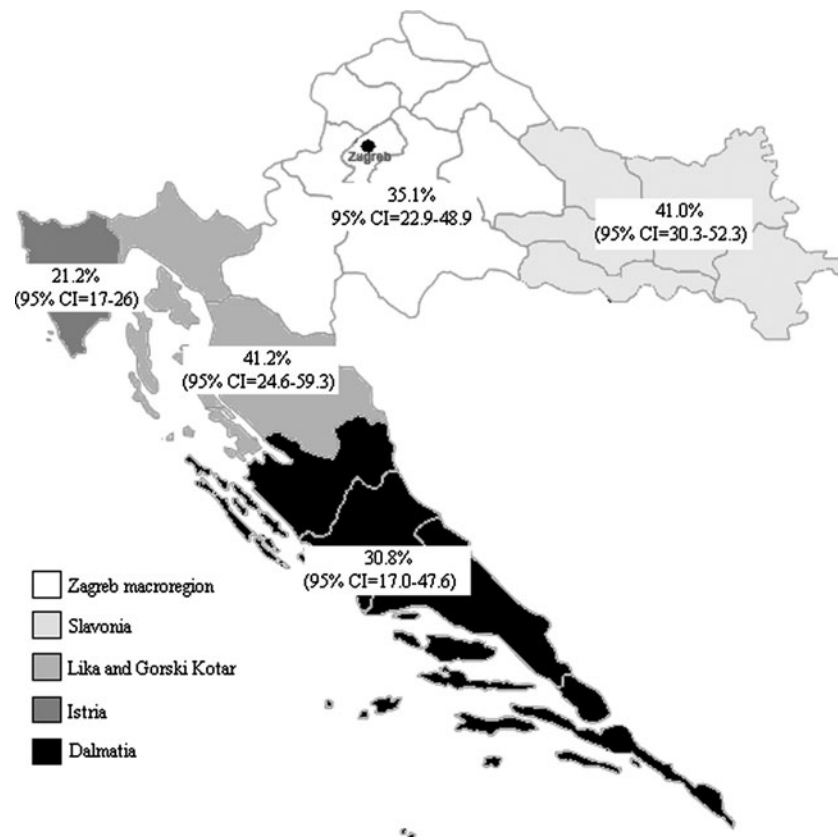 Zagreb
35.1%
95% CI=22.9-48.9
41.0%
(95% CI=30.3-52.3)
21.2%
(95% CI=17-26)
41.2%
(95% CI=24.6-59.3)
30.8%
(95% CI=17.0-47.6)
Zagreb macroregion
Slavonia
Lika and Gorski Kotar
Istria
Dalmatia